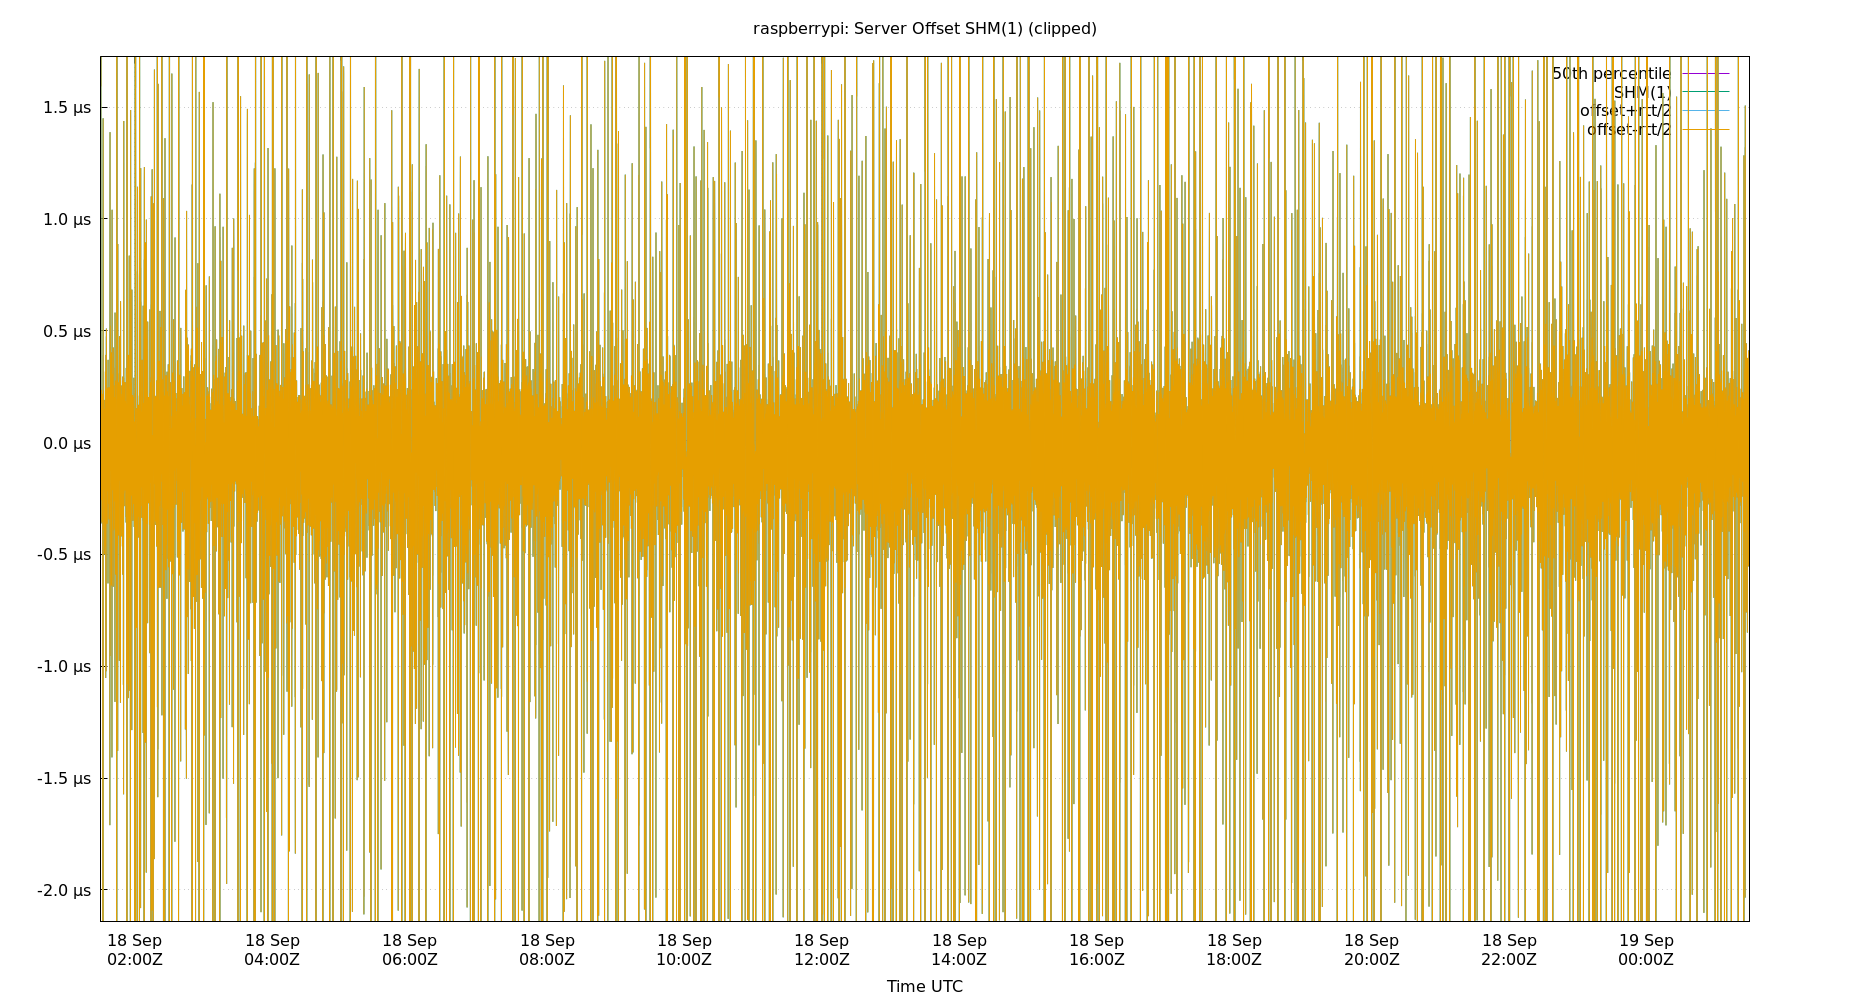 raspberrypi: Server Offset SHM(1) (clipped)
50th percentile
SHM(1)
offset+rtt/2
offset-rtt/2
1.5 µs
1.0 µs
0.5 µs
0.0 µs
-0.5 µs
-1.0 µs
-1.5 µs
-2.0 µs
18 Sep 18 Sep 18 Sep 18 Sep 18 Sep 18 Sep 18 Sep 18 Sep 18 Sep 18 Sep 18 Sep 19 Sep
02:00Z 04:00Z 06:00Z 08:00Z 10:00Z 12:00Z 14:00Z 16:00Z 18:00Z 20:00Z 22:00Z 00:00Z
Time UTC